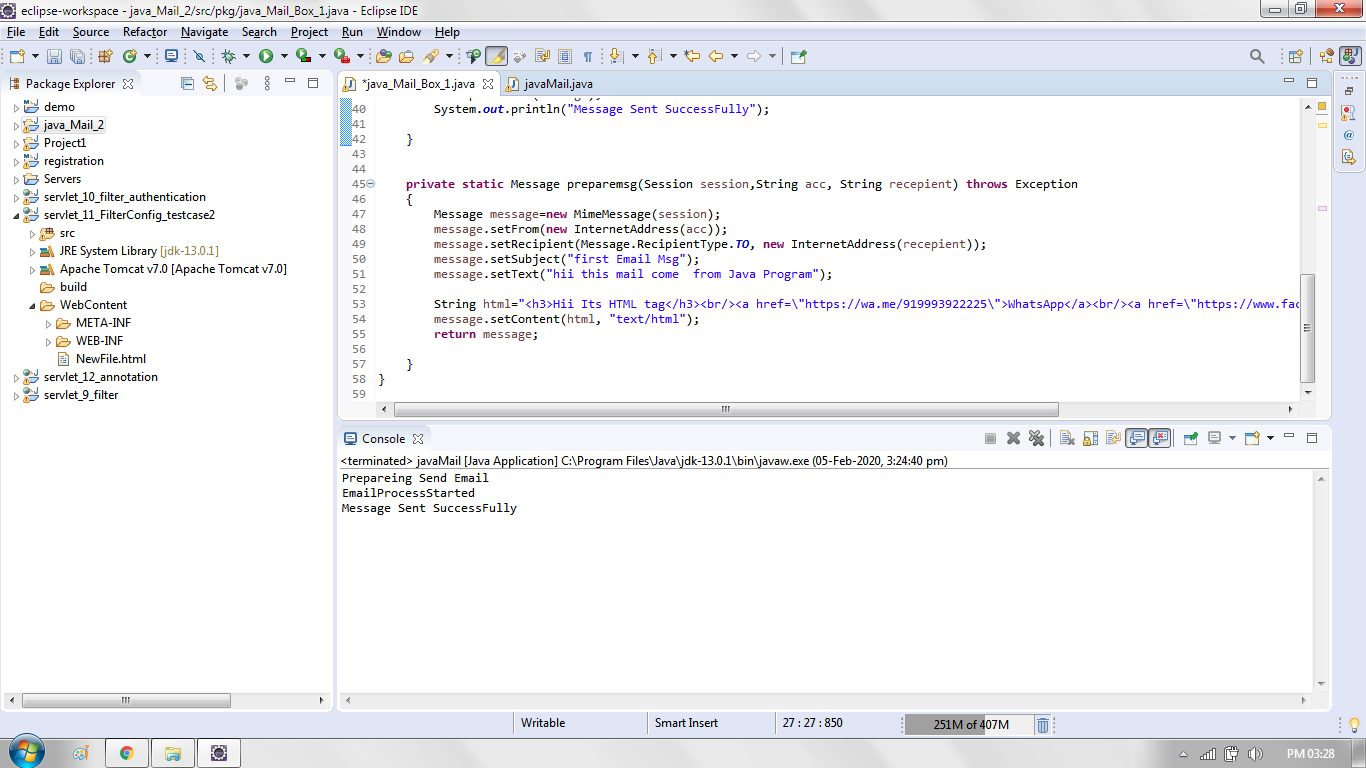 eclipse-workspace - java_Mail_2/src/pkg/java_Mail_Box_1.java - Eclipse IDE
File Edit Source Refactor Navigate Search Project Run Window Help
Package Explorer
demo
java_Mail_2
Project1
registration
Servers
servlet_10_filter_authentication
servlet_11_FilterConfig_testcase2
src
JRE System Library [jdk-13.0.1]
Apache Tomcat v7.0 [Apache Tomcat v7.0]
build
WebContent
META-INF
WEB-INF
NewFile.html
servlet_12_annotation
servlet_9_filter
*java_Mail_Box_1.java javaMail.java
40 System.out.println("Message Sent SuccessFully");
41
42 }
43
44
45 private static Message preparemsg(Session session,String acc, String recepient) throws Exception
46 {
47 Message message=new MimeMessage(session);
48 message.setFrom(new InternetAddress(acc));
49 message.setRecipient(Message.RecipientType.TO, new InternetAddress(recepient));
50 message.setSubject("first Email Msg");
51 message.setText("hii this mail come  from Java Program");
52
53 String html="<h3>Hii Its HTML tag</h3><br/><a href=\"https://wa.me/919993922225\">WhatsApp</a><br/><a href=\"https://www.fac
54 message.setContent(html, "text/html");
55 return message;
56
57 }
58 }
59
Console
<terminated> javaMail [Java Application] C:\Program Files\Java\jdk-13.0.1\bin\javaw.exe (05-Feb-2020, 3:24:40 pm)
Prepareing Send Email
EmailProcessStarted
Message Sent SuccessFully
Writable Smart Insert 27 : 27 : 850 251M of 407M
PM 03:28